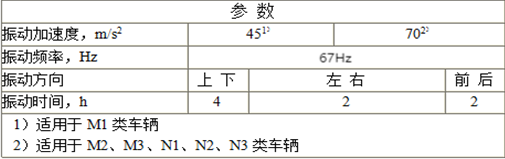 参 数
振动加速度，m/s² 45¹⁾ 70²⁾
振动频率，Hz 67Hz
振动方向 上 下 左 右 前 后
振动时间，h 4 2 2
1）适用于 M1 类车辆
2）适用于 M2、M3、N1、N2、N3 类车辆